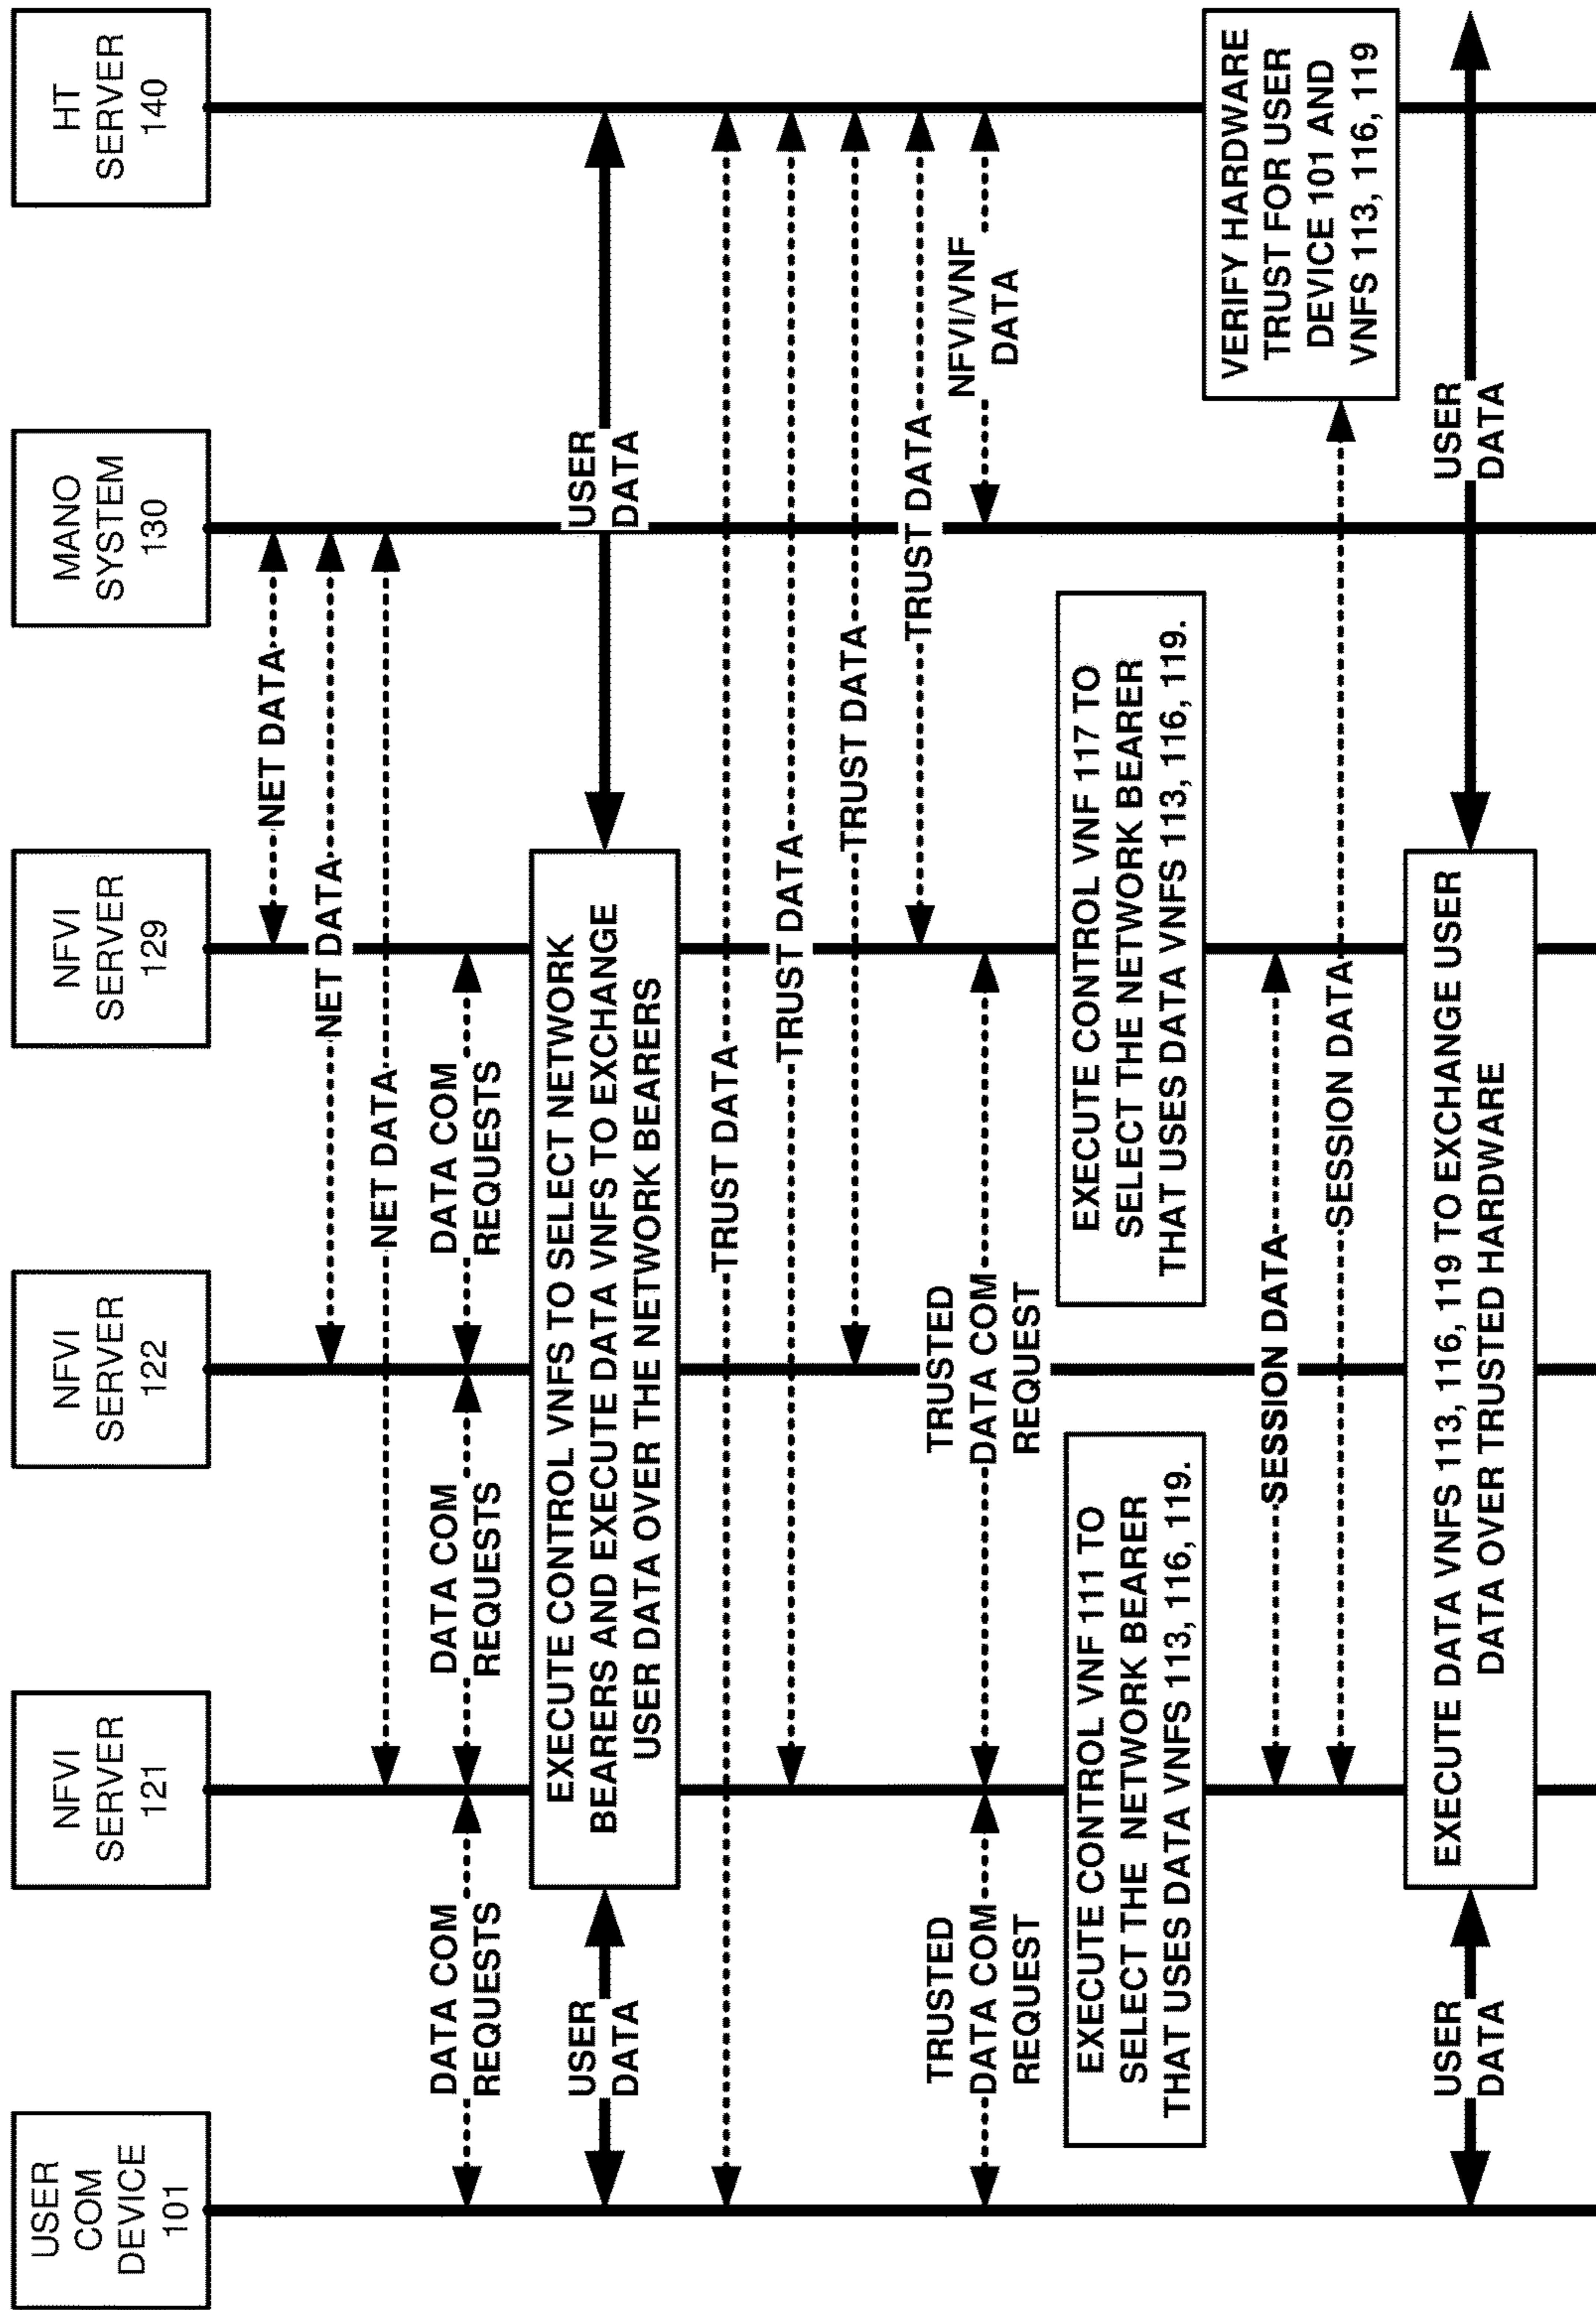 USER
COM
DEVICE
101
NFVI
SERVER
121
NFVI
SERVER
122
NFVI
SERVER
129
MANO
SYSTEM
130
HT
SERVER
140
NET DATA
NET DATA
NET DATA
DATA COM
REQUESTS
DATA COM
REQUESTS
DATA COM
REQUESTS
USER
DATA
EXECUTE CONTROL VNFS TO SELECT NETWORK
BEARERS AND EXECUTE DATA VNFS TO EXCHANGE
USER DATA OVER THE NETWORK BEARERS
USER
DATA
TRUST DATA
TRUST DATA
TRUST DATA
TRUST DATA
TRUSTED
DATA COM
REQUEST
TRUSTED
DATA COM
REQUEST
NFVI/VNF
DATA
EXECUTE CONTROL VNF 111 TO
SELECT THE NETWORK BEARER
THAT USES DATA VNFS 113, 116, 119.
EXECUTE CONTROL VNF 117 TO
SELECT THE NETWORK BEARER
THAT USES DATA VNFS 113, 116, 119.
SESSION DATA
SESSION DATA
VERIFY HARDWARE
TRUST FOR USER
DEVICE 101 AND
VNFS 113, 116, 119
USER
DATA
EXECUTE DATA VNFS 113, 116, 119 TO EXCHANGE USER
DATA OVER TRUSTED HARDWARE
USER
DATA